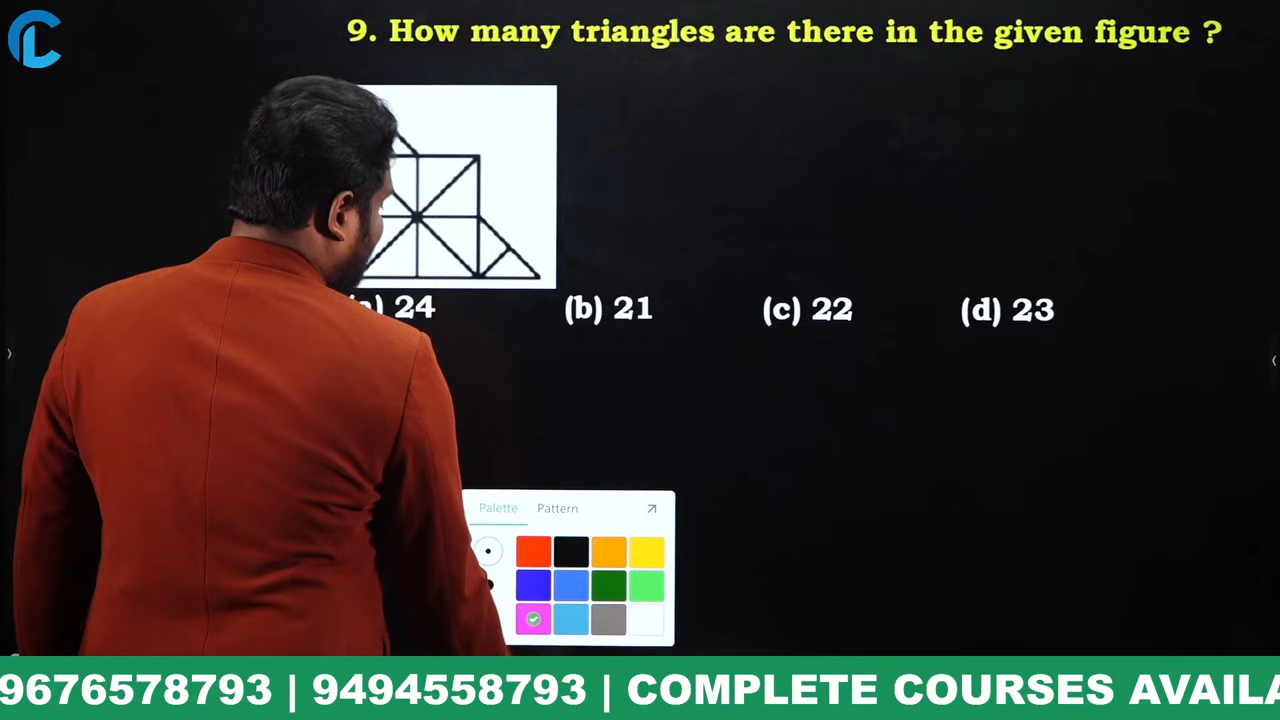 9. How many triangles are there in the given figure ?
a) 24 (b) 21 (c) 22 (d) 23
Palette Pattern
9676578793 | 9494558793 | COMPLETE COURSES AVAILA